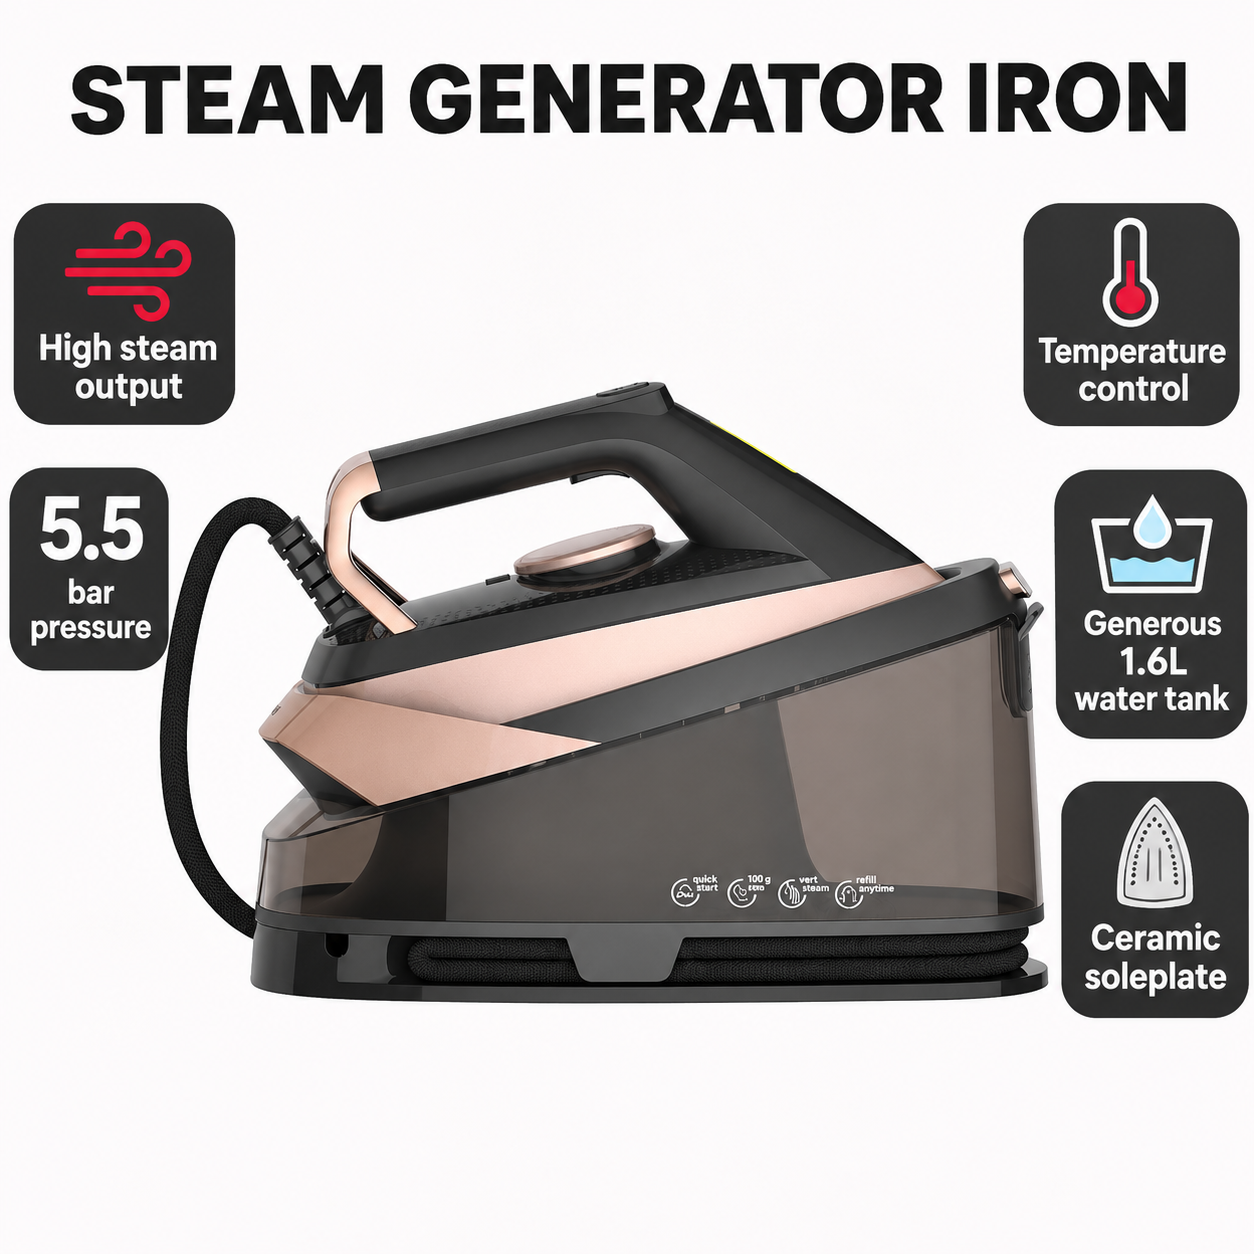 STEAM GENERATOR IRON
High steam
output
5.5
bar
pressure
Temperature
control
Generous
1.6L
water tank
Ceramic
soleplate
quick
start
100 g
vert
steam
refill
anytime